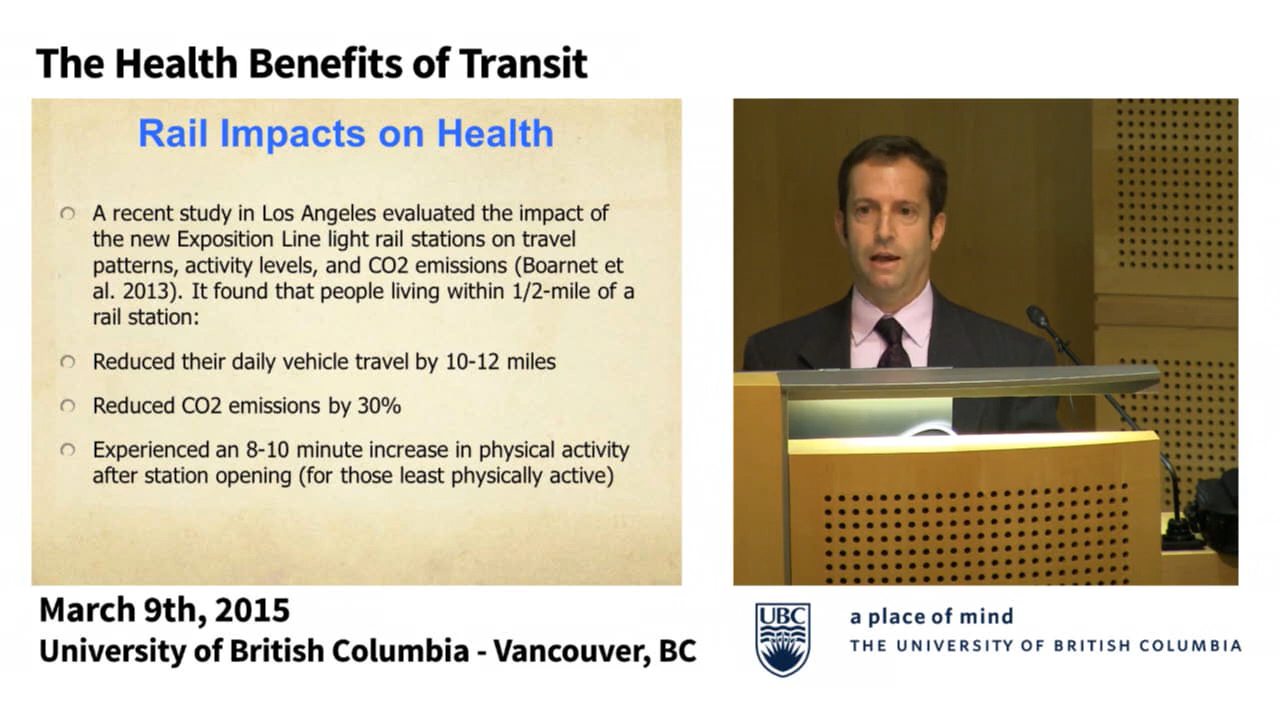 The Health Benefits of Transit
Rail Impacts on Health
A recent study in Los Angeles evaluated the impact of
the new Exposition Line light rail stations on travel
patterns, activity levels, and CO2 emissions (Boarnet et
al. 2013). It found that people living within 1/2-mile of a
rail station:
Reduced their daily vehicle travel by 10-12 miles
Reduced CO2 emissions by 30%
Experienced an 8-10 minute increase in physical activity
after station opening (for those least physically active)
March 9th, 2015
University of British Columbia - Vancouver, BC
UBC
a place of mind
THE UNIVERSITY OF BRITISH COLUMBIA